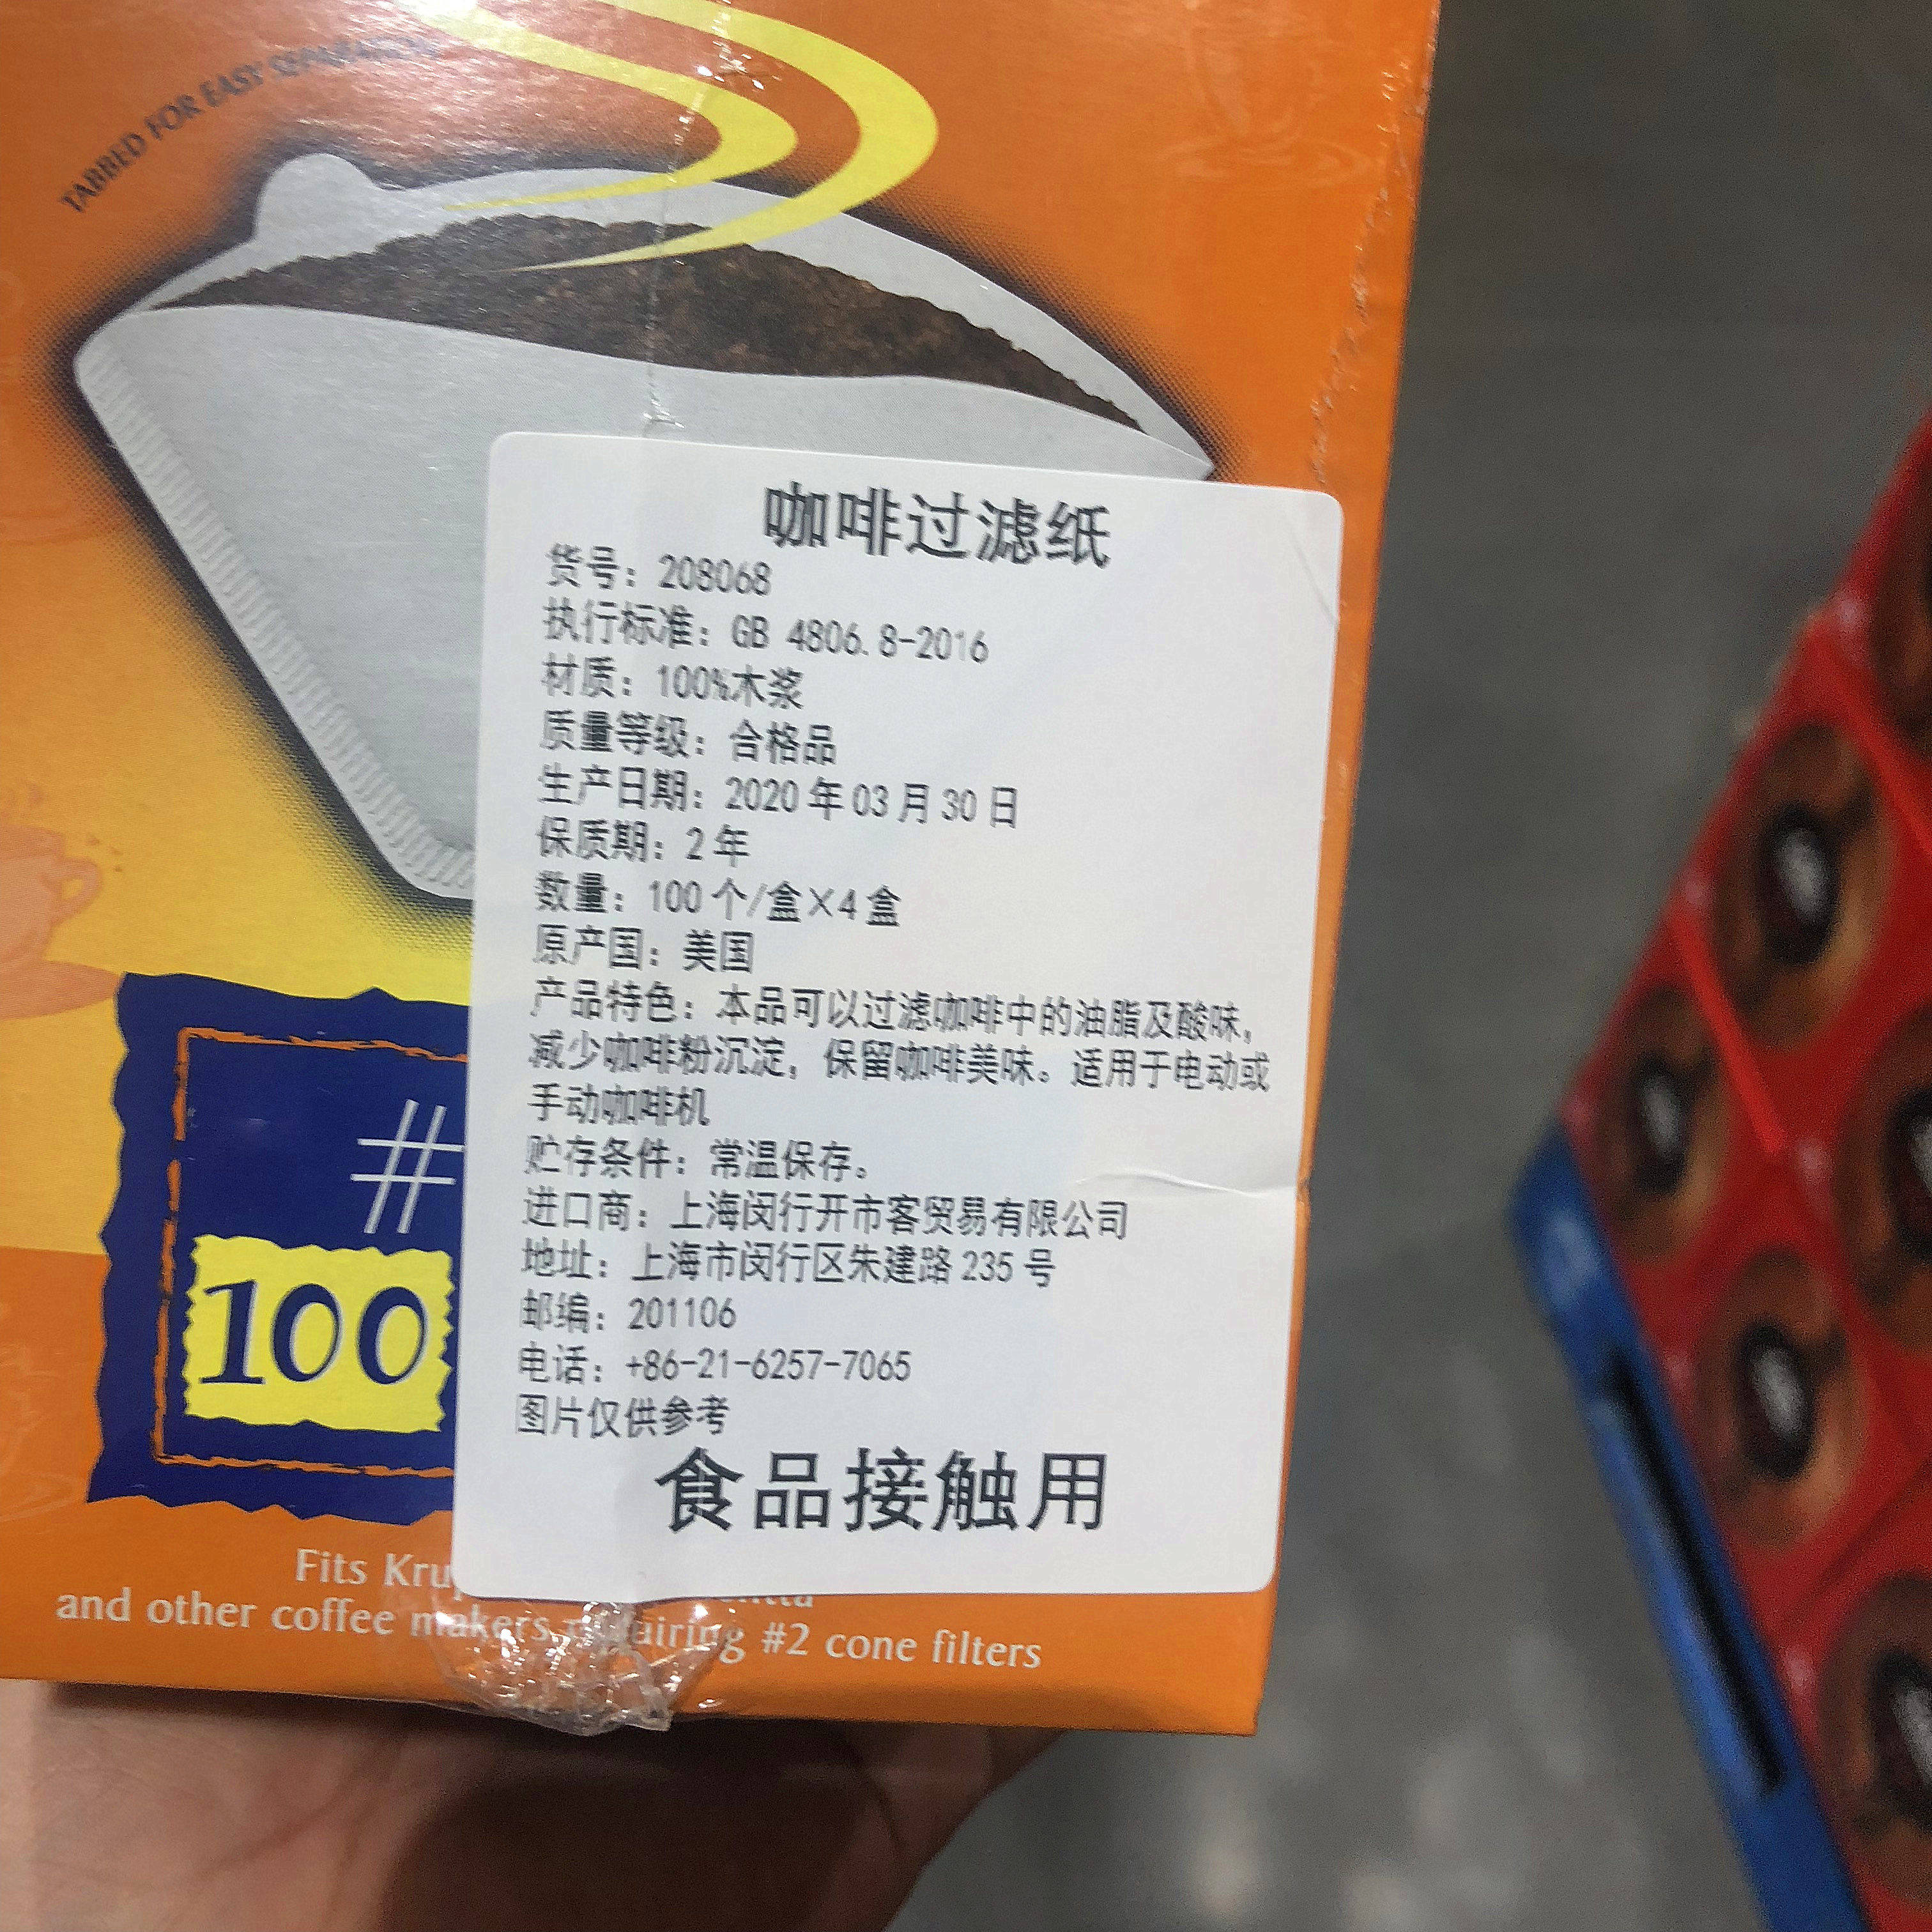 TABBED FOR EASY SEPARATION
咖啡过滤纸
货号：208068
执行标准：GB 4806.8-2016
材质：100%木浆
质量等级：合格品
生产日期：2020年03月30日
保质期：2年
数量：100个/盒×4盒
原产国：美国
产品特色：本品可以过滤咖啡中的油脂及酸味，
减少咖啡粉沉淀，保留咖啡美味。适用于电动或
手动咖啡机
贮存条件：常温保存。
进口商：上海闵行开市客贸易有限公司
地址：上海市闵行区朱建路235号
邮编：201106
电话：+86-21-6257-7065
图片仅供参考
食品接触用
#
100
Fits
and other coffee makers requiring #2 cone filters